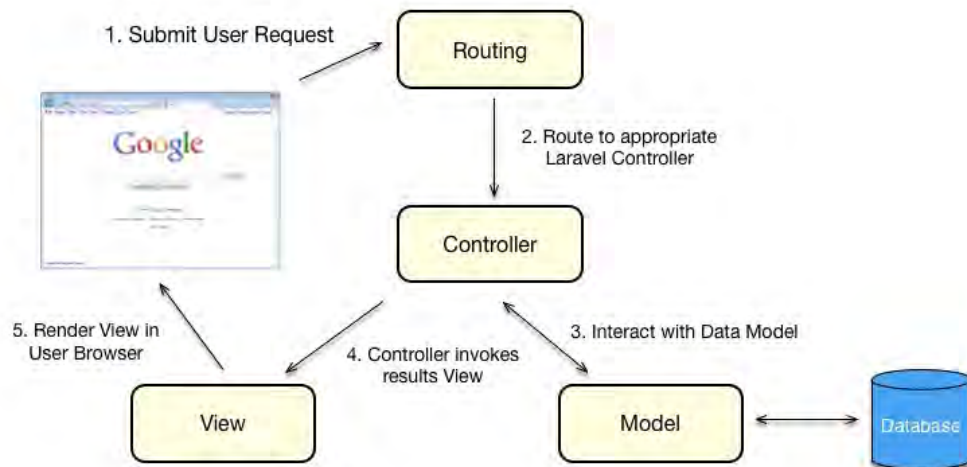 1. Submit User Request
Routing
Google
2. Route to appropriate
Laravel Controller
Controller
5. Render View in
User Browser
3. Interact with Data Model
4. Controller invokes
results View
View
Model
Database